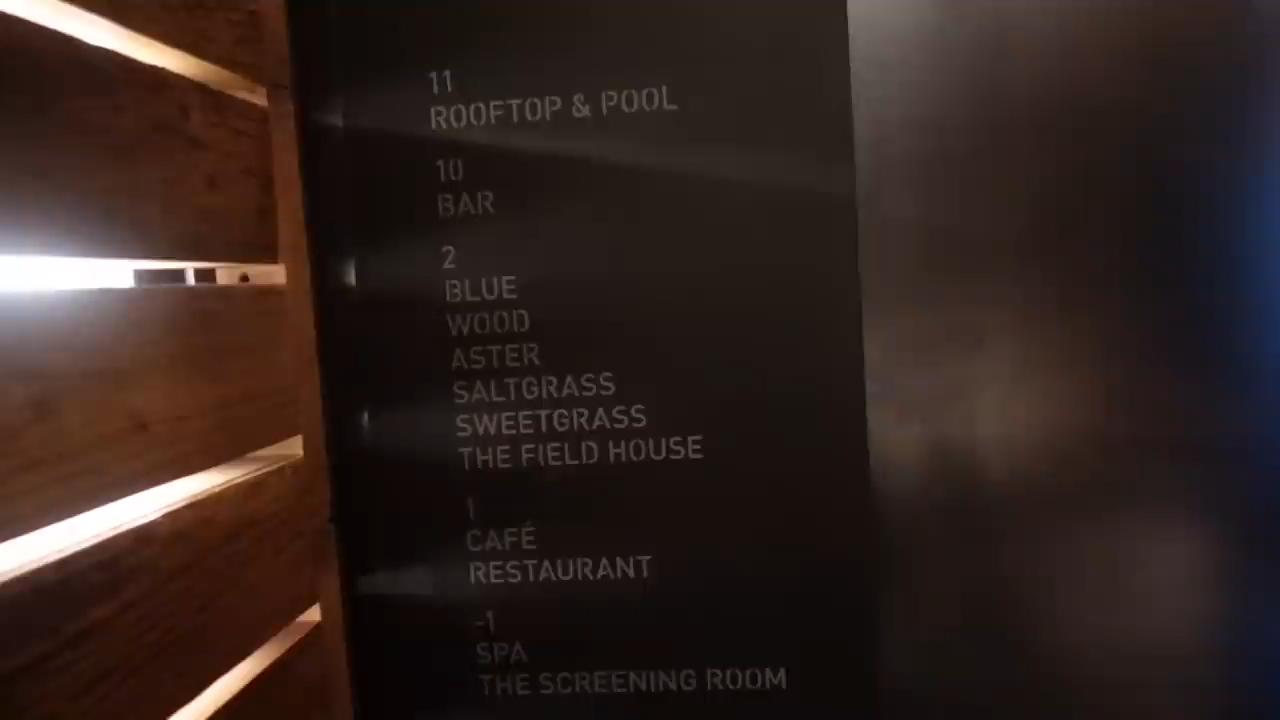 11
ROOFTOP & POOL
10
BAR
2
BLUE
WOOD
ASTER
SALTGRASS
SWEETGRASS
THE FIELD HOUSE
1
CAFÉ
RESTAURANT
-1
SPA
THE SCREENING ROOM